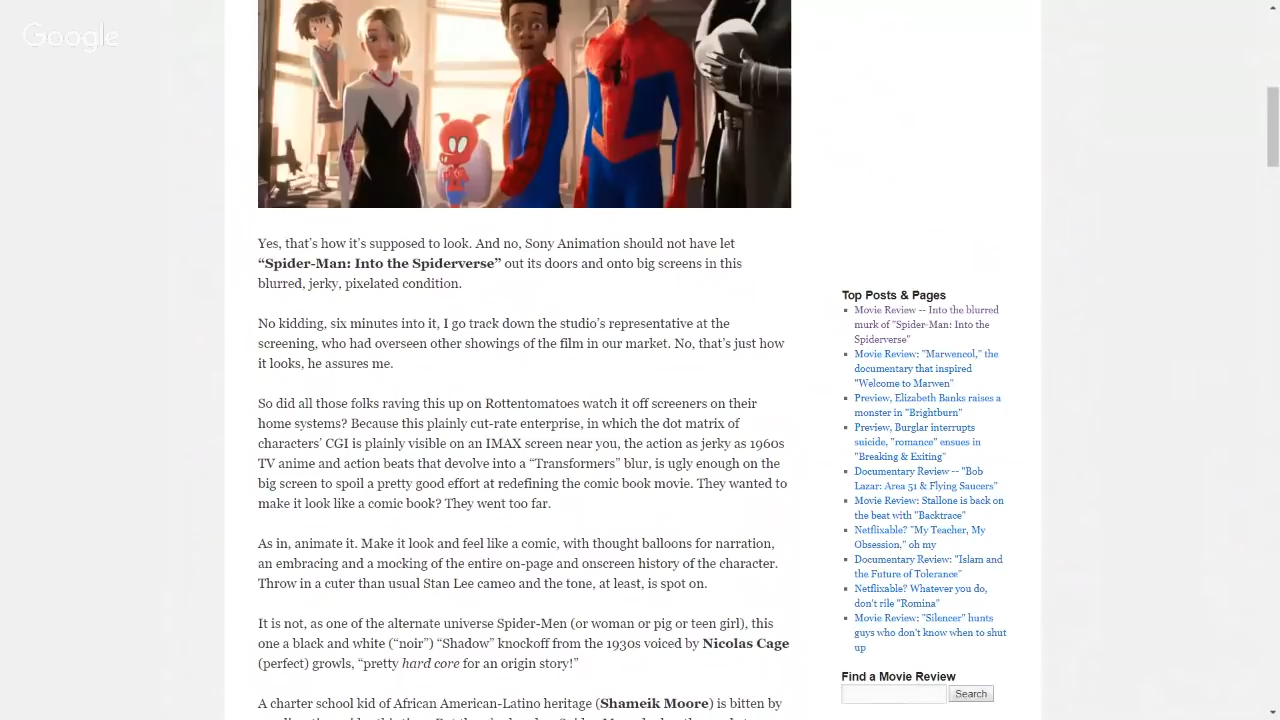 Google
Yes, that's how it's supposed to look. And no, Sony Animation should not have let
“Spider-Man: Into the Spiderverse” out its doors and onto big screens in this
blurred, jerky, pixelated condition.
No kidding, six minutes into it, I go track down the studio's representative at the
screening, who had overseen other showings of the film in our market. No, that's just how
it looks, he assures me.
So did all those folks raving this up on Rottentomatoes watch it off screeners on their
home systems? Because this plainly cut-rate enterprise, in which the dot matrix of
characters' CGI is plainly visible on an IMAX screen near you, the action as jerky as 1960s
TV anime and action beats that devolve into a “Transformers” blur, is ugly enough on the
big screen to spoil a pretty good effort at redefining the comic book movie. They wanted to
make it look like a comic book? They went too far.
As in, animate it. Make it look and feel like a comic, with thought balloons for narration,
an embracing and a mocking of the entire on-page and onscreen history of the character.
Throw in a cuter than usual Stan Lee cameo and the tone, at least, is spot on.
It is not, as one of the alternate universe Spider-Men (or woman or pig or teen girl), this
one a black and white (“noir”) “Shadow” knockoff from the 1930s voiced by Nicolas Cage
(perfect) growls, “pretty hard core for an origin story!”
A charter school kid of African American-Latino heritage (Shameik Moore) is bitten by
Top Posts & Pages
Movie Review -- Into the blurred
murk of "Spider-Man: Into the
Spiderverse"
Movie Review: "Marwencol," the
documentary that inspired
"Welcome to Marwen"
Preview, Elizabeth Banks raises a
monster in "Brightburn"
Preview, Burglar interrupts
suicide, "romance" ensues in
"Breaking & Exiting"
Documentary Review -- "Bob
Lazar: Area 51 & Flying Saucers"
Movie Review: Stallone is back on
the beat with "Backtrace"
Netflixable? "My Teacher, My
Obsession," oh my
Documentary Review: "Islam and
the Future of Tolerance"
Netflixable? Whatever you do,
don't rile "Romina"
Movie Review: "Silencer" hunts
guys who don't know when to shut
up
Find a Movie Review
Search